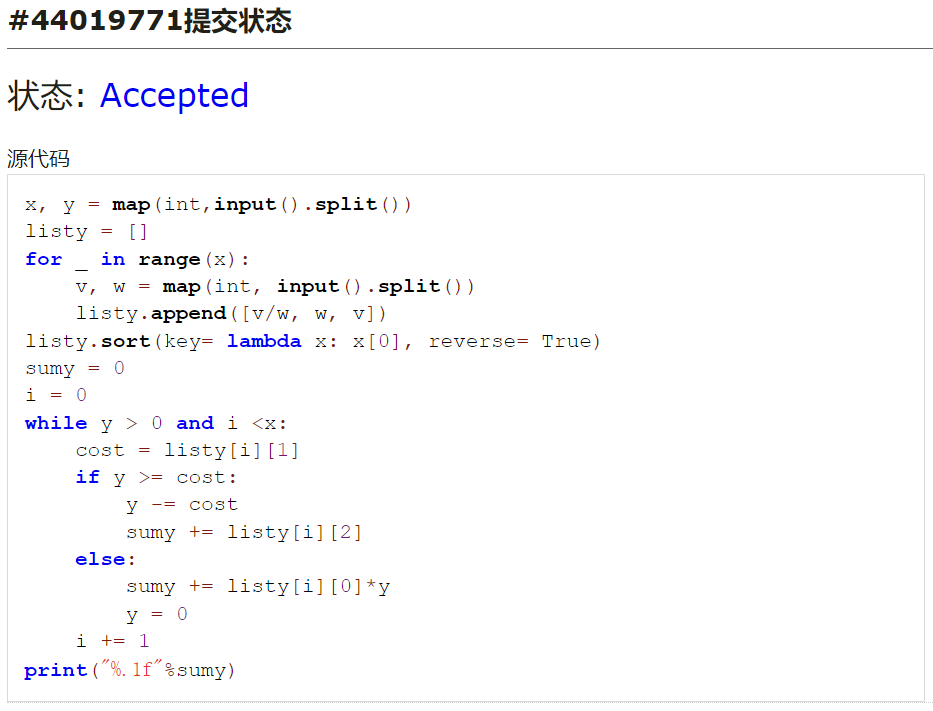 #44019771提交状态
状态: Accepted
源代码
x, y = map(int,input().split())
listy = []
for _ in range(x):
    v, w = map(int, input().split())
    listy.append([v/w, w, v])
listy.sort(key= lambda x: x[0], reverse= True)
sumy = 0
i = 0
while y > 0 and i <x:
    cost = listy[i][1]
    if y >= cost:
        y -= cost
        sumy += listy[i][2]
    else:
        sumy += listy[i][0]*y
        y = 0
    i += 1
print("%.1f"%sumy)